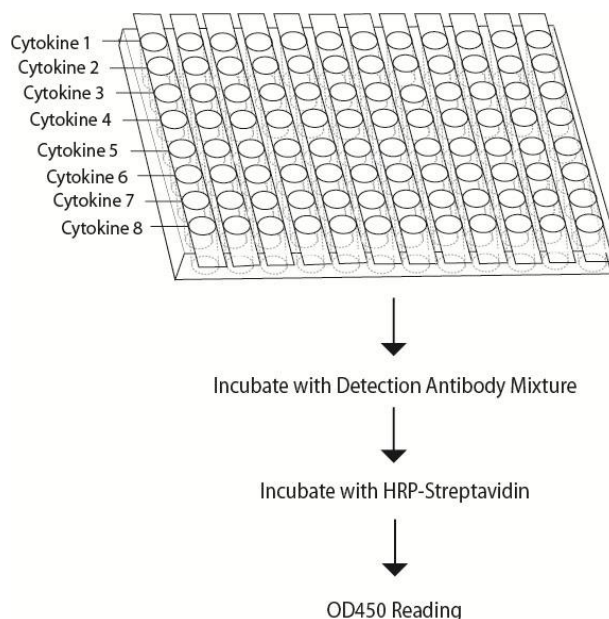 Cytokine 1
Cytokine 2
Cytokine 3
Cytokine 4
Cytokine 5
Cytokine 6
Cytokine 7
Cytokine 8
Incubate with Detection Antibody Mixture
Incubate with HRP-Streptavidin
OD450 Reading